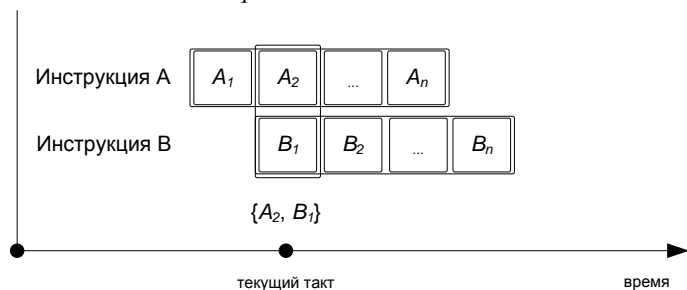 Инструкция A A₁ A₂ ... Aₙ
Инструкция B B₁ B₂ ... Bₙ
{A₂, B₁}
текущий такт время